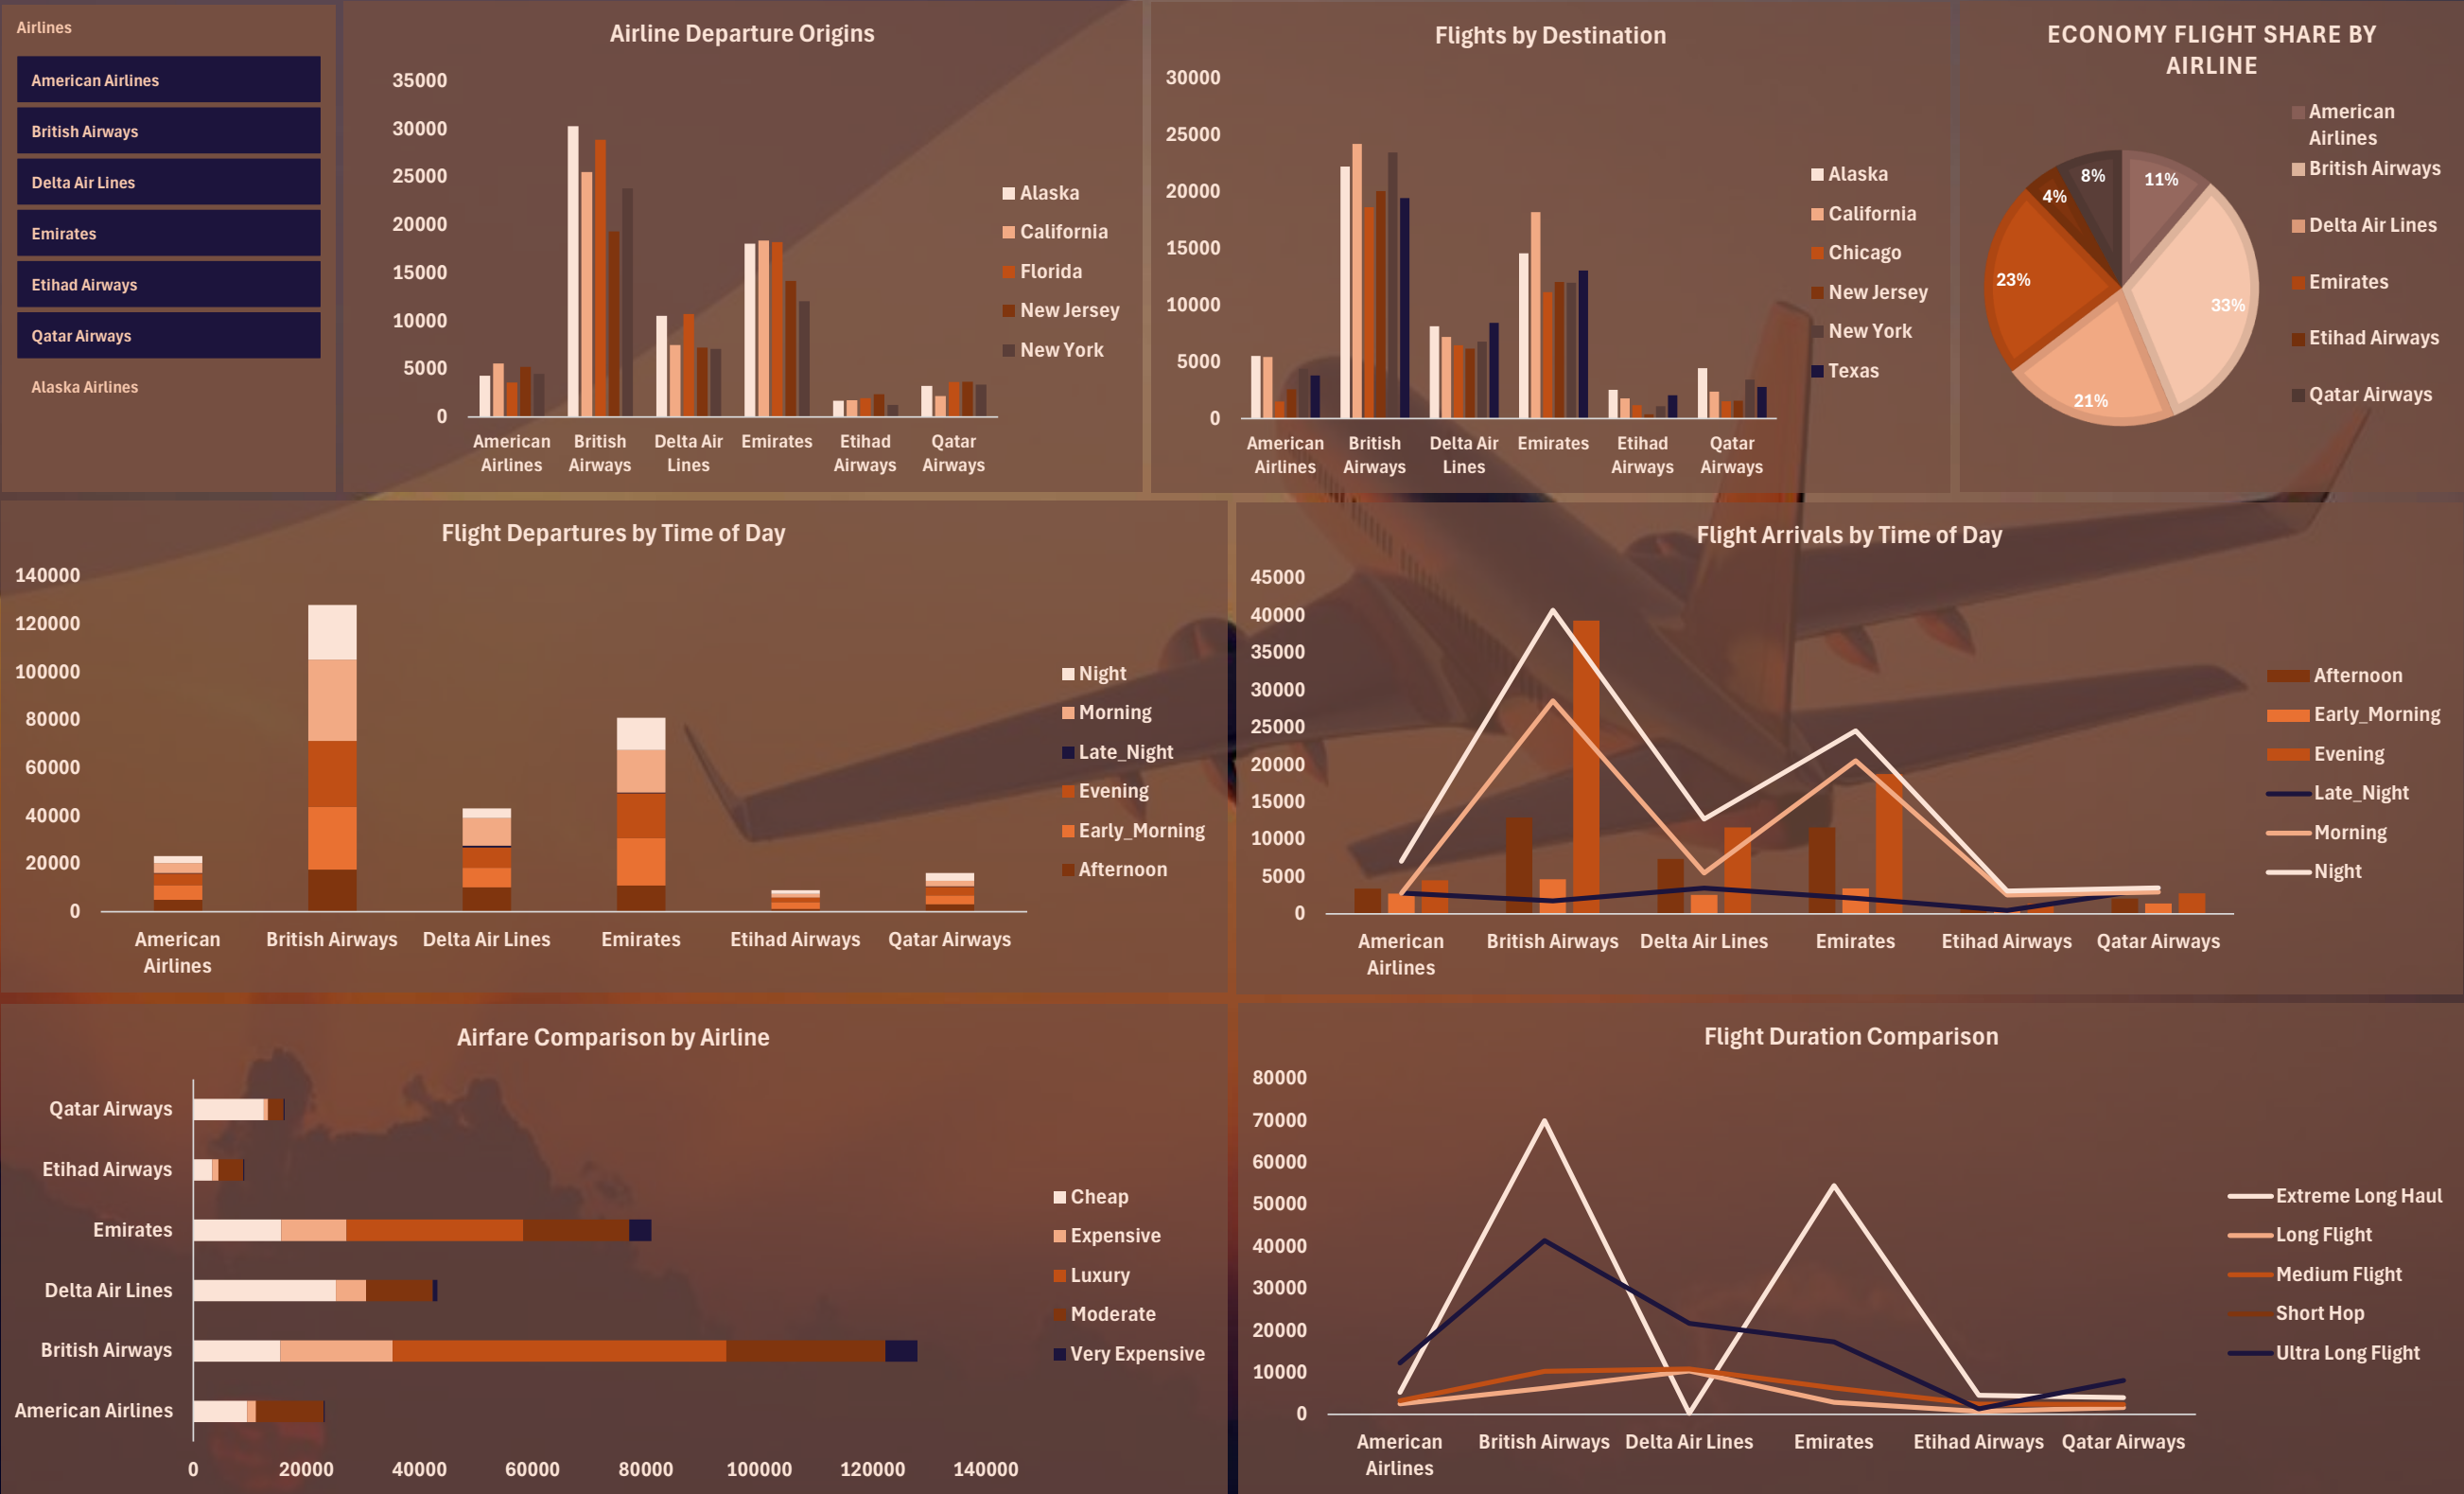 Airlines
American Airlines
British Airways
Delta Air Lines
Emirates
Etihad Airways
Qatar Airways
Alaska Airlines
Airline Departure Origins
35000
30000
25000
20000
15000
10000
5000
0
American
Airlines
British
Airways
Delta Air
Lines
Emirates
Etihad
Airways
Qatar
Airways
Alaska
California
Florida
New Jersey
New York
Flights by Destination
30000
25000
20000
15000
10000
5000
0
American
Airlines
British
Airways
Delta Air
Lines
Emirates
Etihad
Airways
Qatar
Airways
Alaska
California
Chicago
New Jersey
New York
Texas
ECONOMY FLIGHT SHARE BY
AIRLINE
11%
33%
21%
23%
4%
8%
American
Airlines
British Airways
Delta Air Lines
Emirates
Etihad Airways
Qatar Airways
Flight Departures by Time of Day
140000
120000
100000
80000
60000
40000
20000
0
American
Airlines
British Airways
Delta Air Lines
Emirates
Etihad Airways
Qatar Airways
Night
Morning
Late_Night
Evening
Early_Morning
Afternoon
Flight Arrivals by Time of Day
45000
40000
35000
30000
25000
20000
15000
10000
5000
0
American
Airlines
British Airways
Delta Air Lines
Emirates
Etihad Airways
Qatar Airways
Afternoon
Early_Morning
Evening
Late_Night
Morning
Night
Airfare Comparison by Airline
Qatar Airways
Etihad Airways
Emirates
Delta Air Lines
British Airways
American Airlines
0
20000
40000
60000
80000
100000
120000
140000
Cheap
Expensive
Luxury
Moderate
Very Expensive
Flight Duration Comparison
80000
70000
60000
50000
40000
30000
20000
10000
0
American
Airlines
British Airways
Delta Air Lines
Emirates
Etihad Airways
Qatar Airways
Extreme Long Haul
Long Flight
Medium Flight
Short Hop
Ultra Long Flight